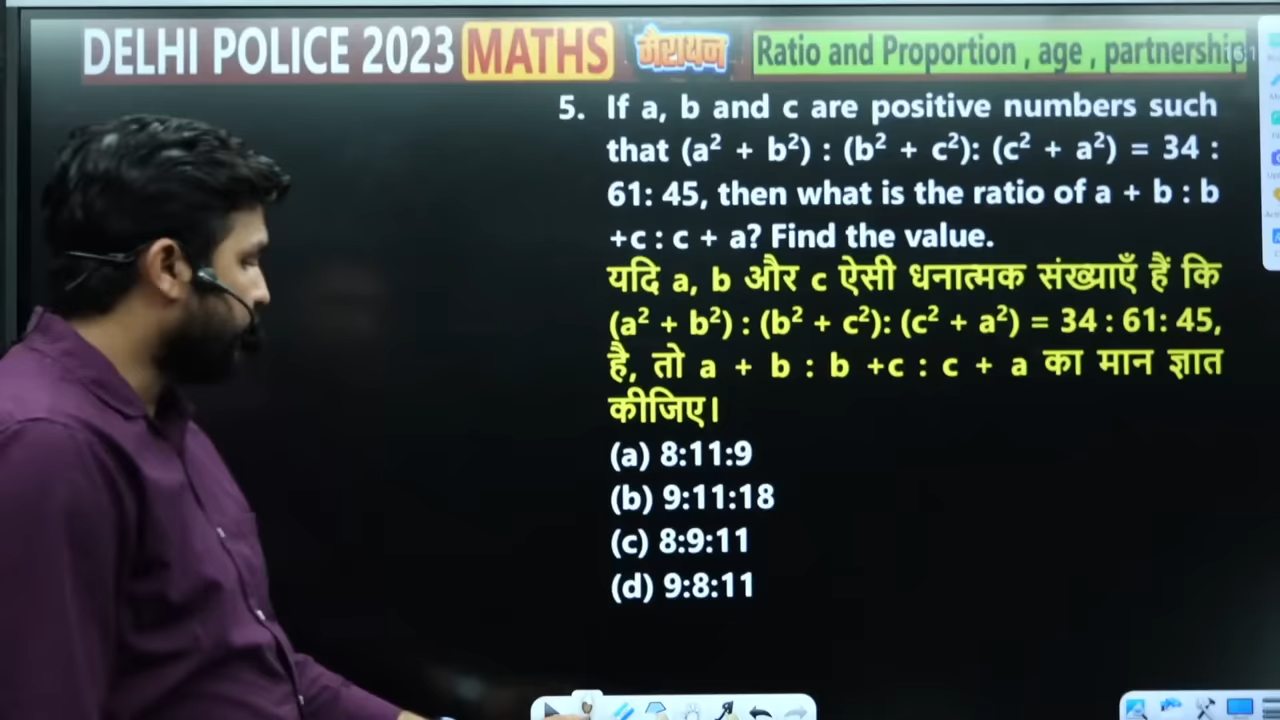 DELHI POLICE 2023 MATHS मैराथन Ratio and Proportion , age , partnership
5. If a, b and c are positive numbers such
that (a² + b²) : (b² + c²): (c² + a²) = 34 :
61: 45, then what is the ratio of a + b : b
+c : c + a? Find the value.
यदि a, b और c ऐसी धनात्मक संख्याएँ हैं कि
(a² + b²) : (b² + c²): (c² + a²) = 34 : 61: 45,
है, तो a + b : b +c : c + a का मान ज्ञात
कीजिए।
(a) 8:11:9
(b) 9:11:18
(c) 8:9:11
(d) 9:8:11